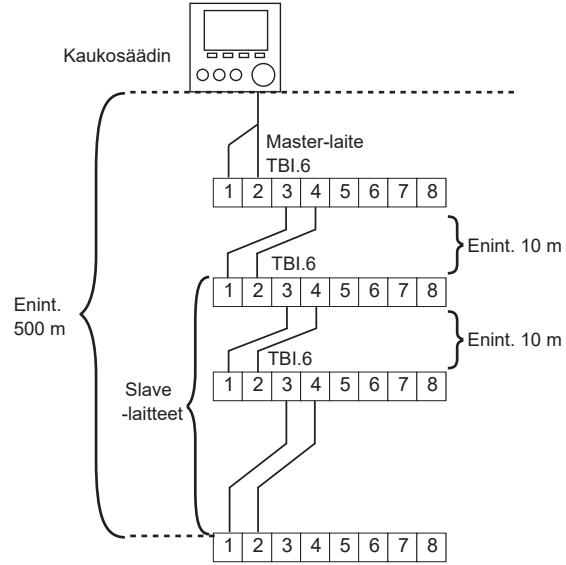 Kaukosäädin
Master-laite
TBI.6
1 2 3 4 5 6 7 8
Enint. 10 m
TBI.6
1 2 3 4 5 6 7 8
Enint.
500 m
Enint. 10 m
TBI.6
1 2 3 4 5 6 7 8
Slave
-laitteet
1 2 3 4 5 6 7 8